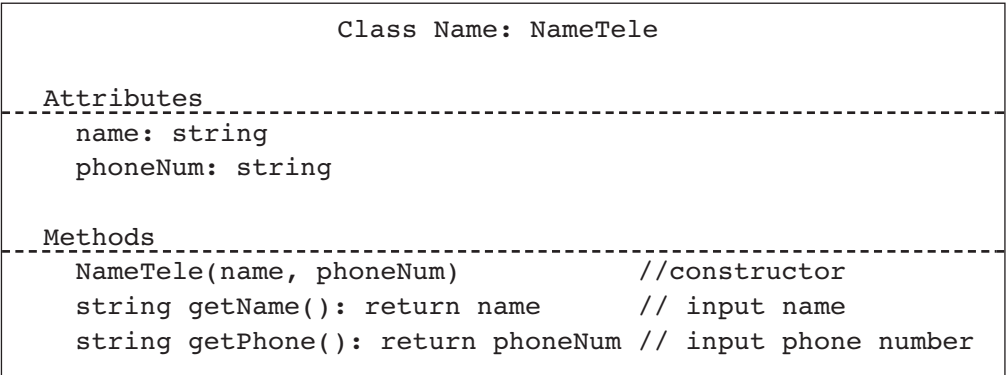 Class Name: NameTele
Attributes
name: string
phoneNum: string
Methods
NameTele(name, phoneNum) //constructor
string getName(): return name // input name
string getPhone(): return phoneNum // input phone number